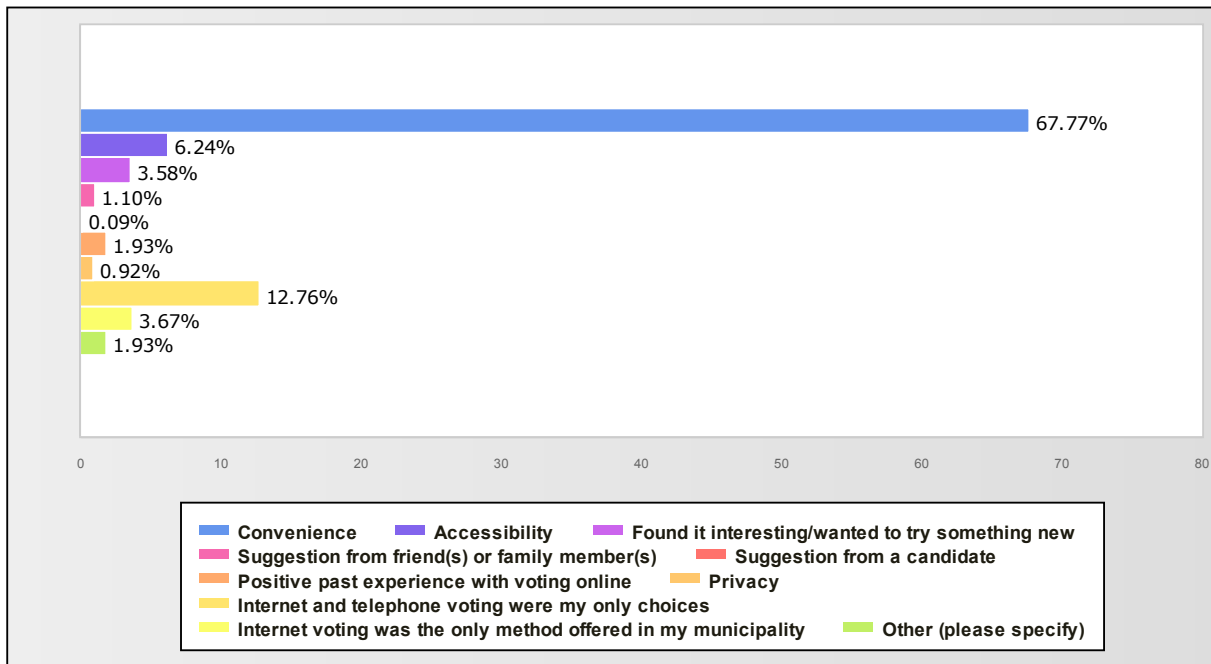 67.77%
6.24%
3.58%
1.10%
0.09%
1.93%
0.92%
12.76%
3.67%
1.93%
0 10 20 30 40 50 60 70 80
Convenience Accessibility Found it interesting/wanted to try something new
Suggestion from friend(s) or family member(s) Suggestion from a candidate
Positive past experience with voting online Privacy
Internet and telephone voting were my only choices
Internet voting was the only method offered in my municipality Other (please specify)